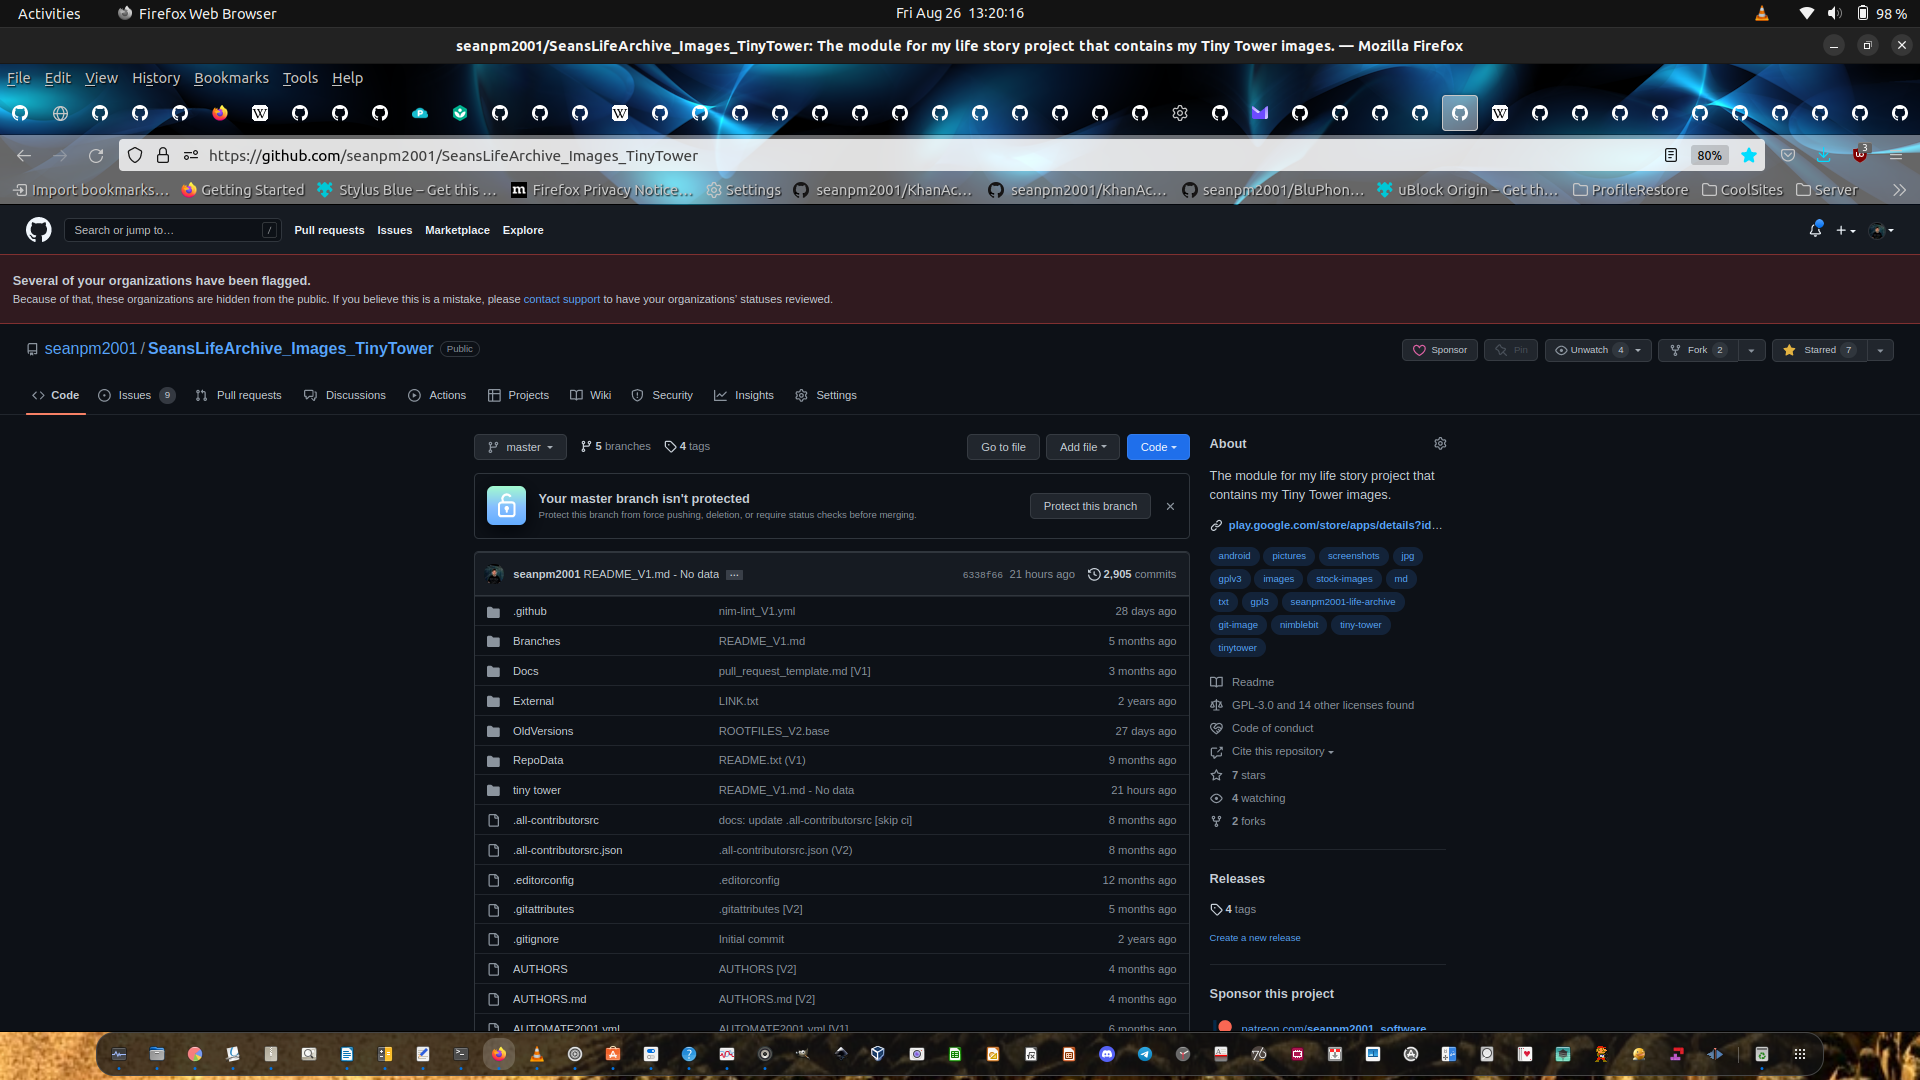 Activities
Firefox Web Browser
Fri Aug 26  13:20:16
98 %
seanpm2001/SeansLifeArchive_Images_TinyTower: The module for my life story project that contains my Tiny Tower images. — Mozilla Firefox
File Edit View History Bookmarks Tools Help
https://github.com/seanpm2001/SeansLifeArchive_Images_TinyTower
80%
3
Import bookmarks...
Getting Started
Stylus Blue – Get this ...
Firefox Privacy Notice...
Settings
seanpm2001/KhanAc...
seanpm2001/KhanAc...
seanpm2001/BluPhon...
uBlock Origin – Get th...
ProfileRestore
CoolSites
Server
Search or jump to...
/
Pull requests
Issues
Marketplace
Explore
Several of your organizations have been flagged.
Because of that, these organizations are hidden from the public. If you believe this is a mistake, please contact support to have your organizations' statuses reviewed.
seanpm2001 / SeansLifeArchive_Images_TinyTower
Public
Sponsor
Pin
Unwatch 4
Fork 2
Starred 7
Code
Issues 9
Pull requests
Discussions
Actions
Projects
Wiki
Security
Insights
Settings
master
5 branches
4 tags
Go to file
Add file
Code
Your master branch isn't protected
Protect this branch from force pushing, deletion, or require status checks before merging.
Protect this branch
seanpm2001 README_V1.md - No data ...
6338f66 21 hours ago
2,905 commits
.github nim-lint_V1.yml 28 days ago
Branches README_V1.md 5 months ago
Docs pull_request_template.md [V1] 3 months ago
External LINK.txt 2 years ago
OldVersions ROOTFILES_V2.base 27 days ago
RepoData README.txt (V1) 9 months ago
tiny tower README_V1.md - No data 21 hours ago
.all-contributorsrc docs: update .all-contributorsrc [skip ci] 8 months ago
.all-contributorsrc.json .all-contributorsrc.json (V2) 8 months ago
.editorconfig .editorconfig 12 months ago
.gitattributes .gitattributes [V2] 5 months ago
.gitignore Initial commit 2 years ago
AUTHORS AUTHORS [V2] 4 months ago
AUTHORS.md AUTHORS.md [V2] 4 months ago
AUTOMATE2001.yml AUTOMATE2001.yml [V1] 6 months ago
About
The module for my life story project that
contains my Tiny Tower images.
play.google.com/store/apps/details?id...
android pictures screenshots jpg
gplv3 images stock-images md
txt gpl3 seanpm2001-life-archive
git-image nimblebit tiny-tower
tinytower
Readme
GPL-3.0 and 14 other licenses found
Code of conduct
Cite this repository
7 stars
4 watching
2 forks
Releases
4 tags
Create a new release
Sponsor this project
patreon.com/seanpm2001_software